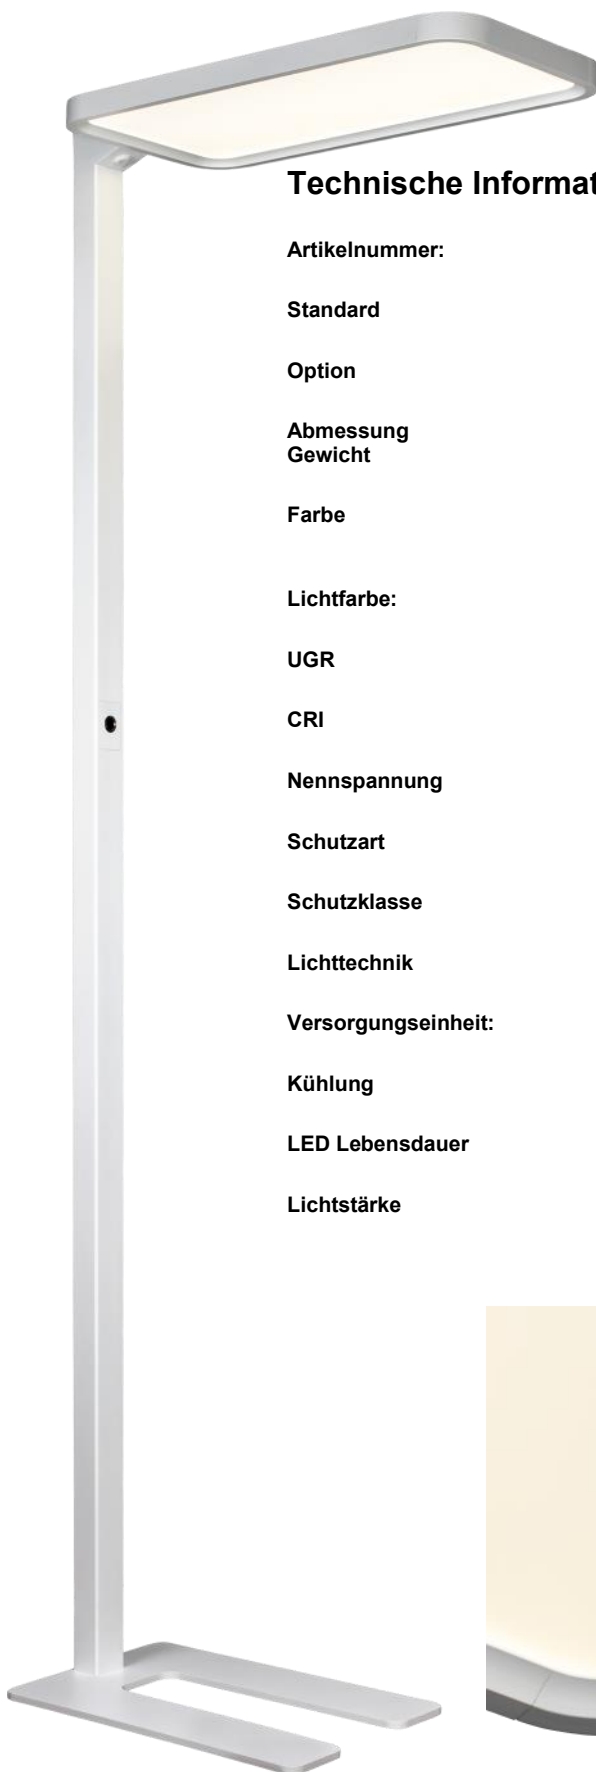 Technische Informat
Artikelnummer:
Standard
Option
Abmessung
Gewicht
Farbe
Lichtfarbe:
UGR
CRI
Nennspannung
Schutzart
Schutzklasse
Lichttechnik
Versorgungseinheit:
Kühlung
LED Lebensdauer
Lichtstärke